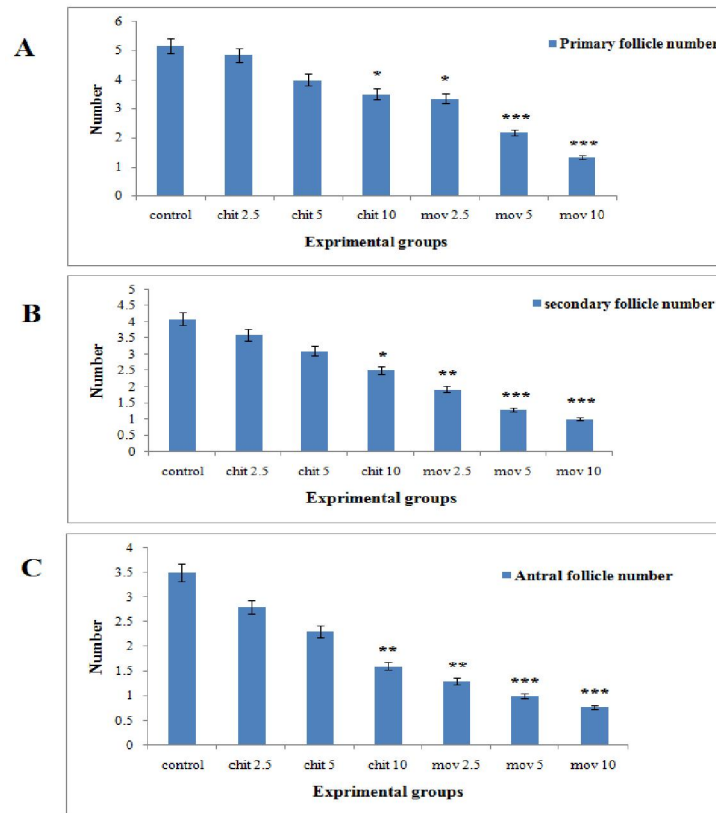 A
6
5
4
3
2
1
0
Number
Primary follicle number
* * *** ***
control chit 2.5 chit 5 chit 10 mov 2.5 mov 5 mov 10
Exprimental groups
B
5
4.5
4
3.5
3
2.5
2
1.5
1
0.5
0
Number
secondary follicle number
* ** *** ***
control chit 2.5 chit 5 chit 10 mov 2.5 mov 5 mov 10
Exprimental groups
C
4
3.5
3
2.5
2
1.5
1
0.5
0
Number
Antral follicle number
** ** *** ***
control chit 2.5 chit 5 chit 10 mov 2.5 mov 5 mov 10
Exprimental groups